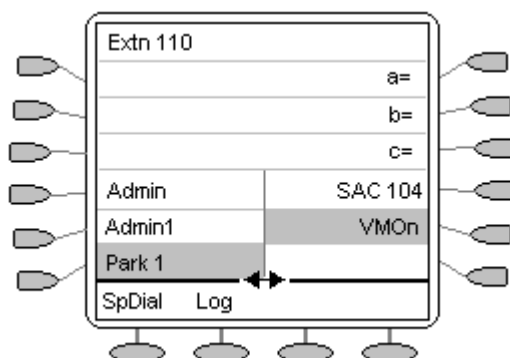 Extn 110
a=
b=
c=
Admin SAC 104
Admin1 VMOn
Park 1
SpDial Log